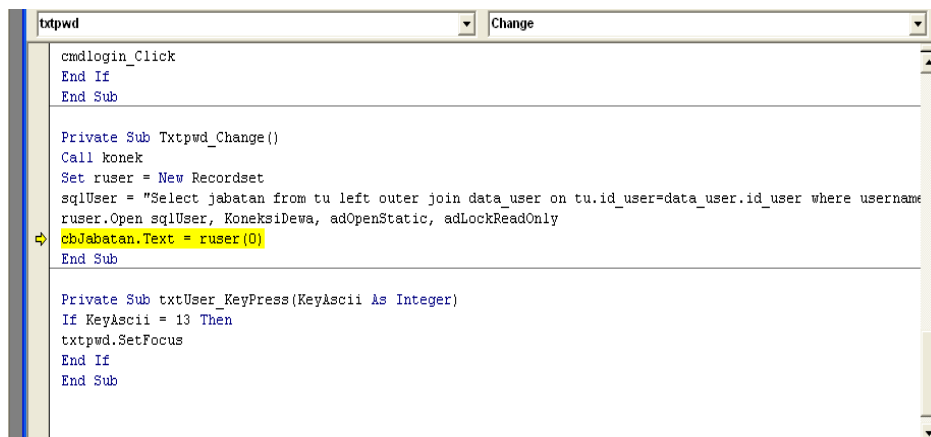 txtpwd Change
cmdlogin_Click
End If
End Sub
Private Sub Txtpwd_Change()
Call konek
Set ruser = New Recordset
sqlUser = "Select jabatan from tu left outer join data_user on tu.id_user=data_user.id_user where username
ruser.Open sqlUser, KoneksiDewa, adOpenStatic, adLockReadOnly
cbJabatan.Text = ruser(0)
End Sub
Private Sub txtUser_KeyPress(KeyAscii As Integer)
If KeyAscii = 13 Then
txtpwd.SetFocus
End If
End Sub